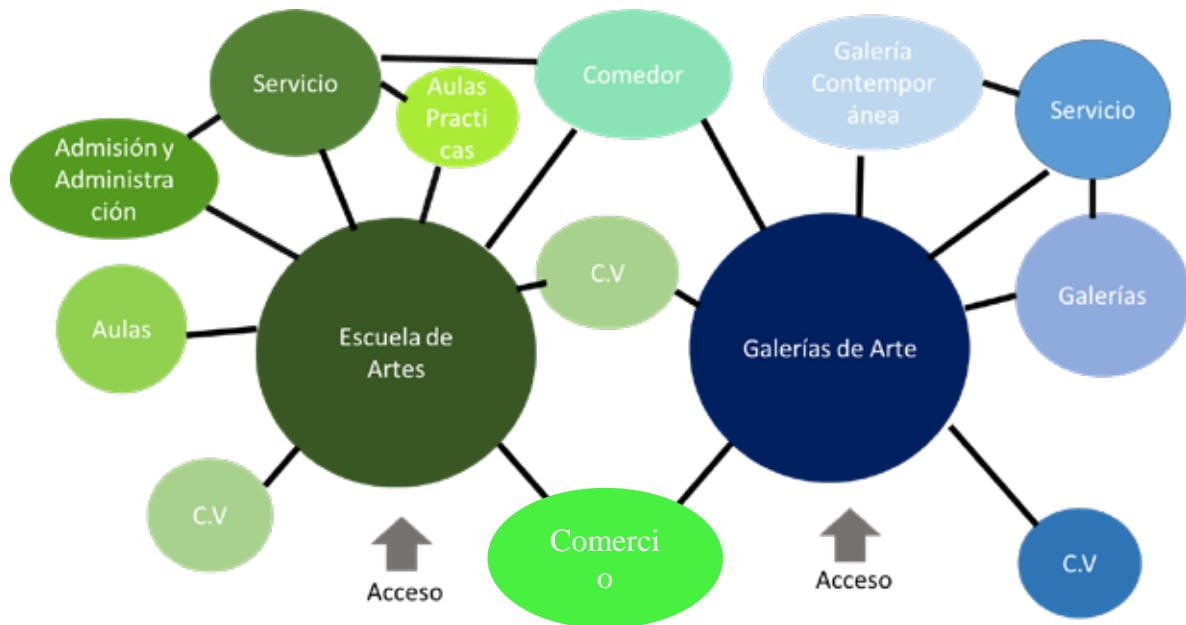 Servicio
Aulas
Practi
cas
Comedor
Galería
Contempor
ánea
Servicio
Admisión y
Administra
ción
C.V
Galerías
Aulas
Escuela de
Artes
Galerías de Arte
C.V
Comerci
o
C.V
Acceso
Acceso